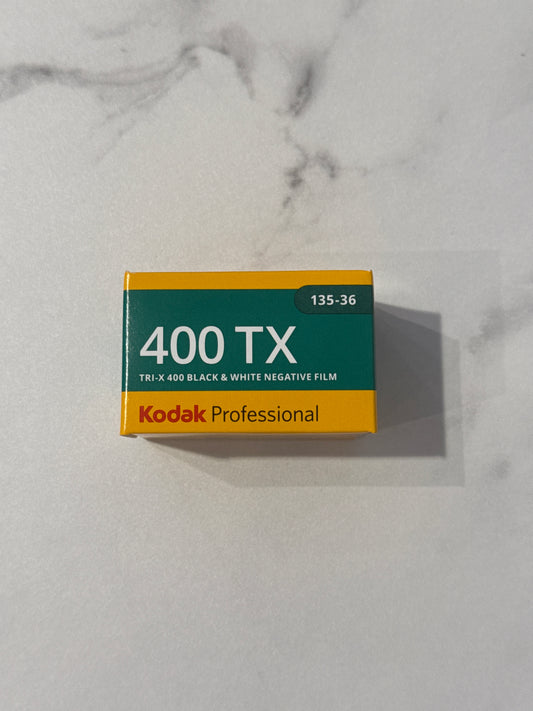 135-36
400 TX
TRI-X 400 BLACK & WHITE NEGATIVE FILM
Kodak Professional